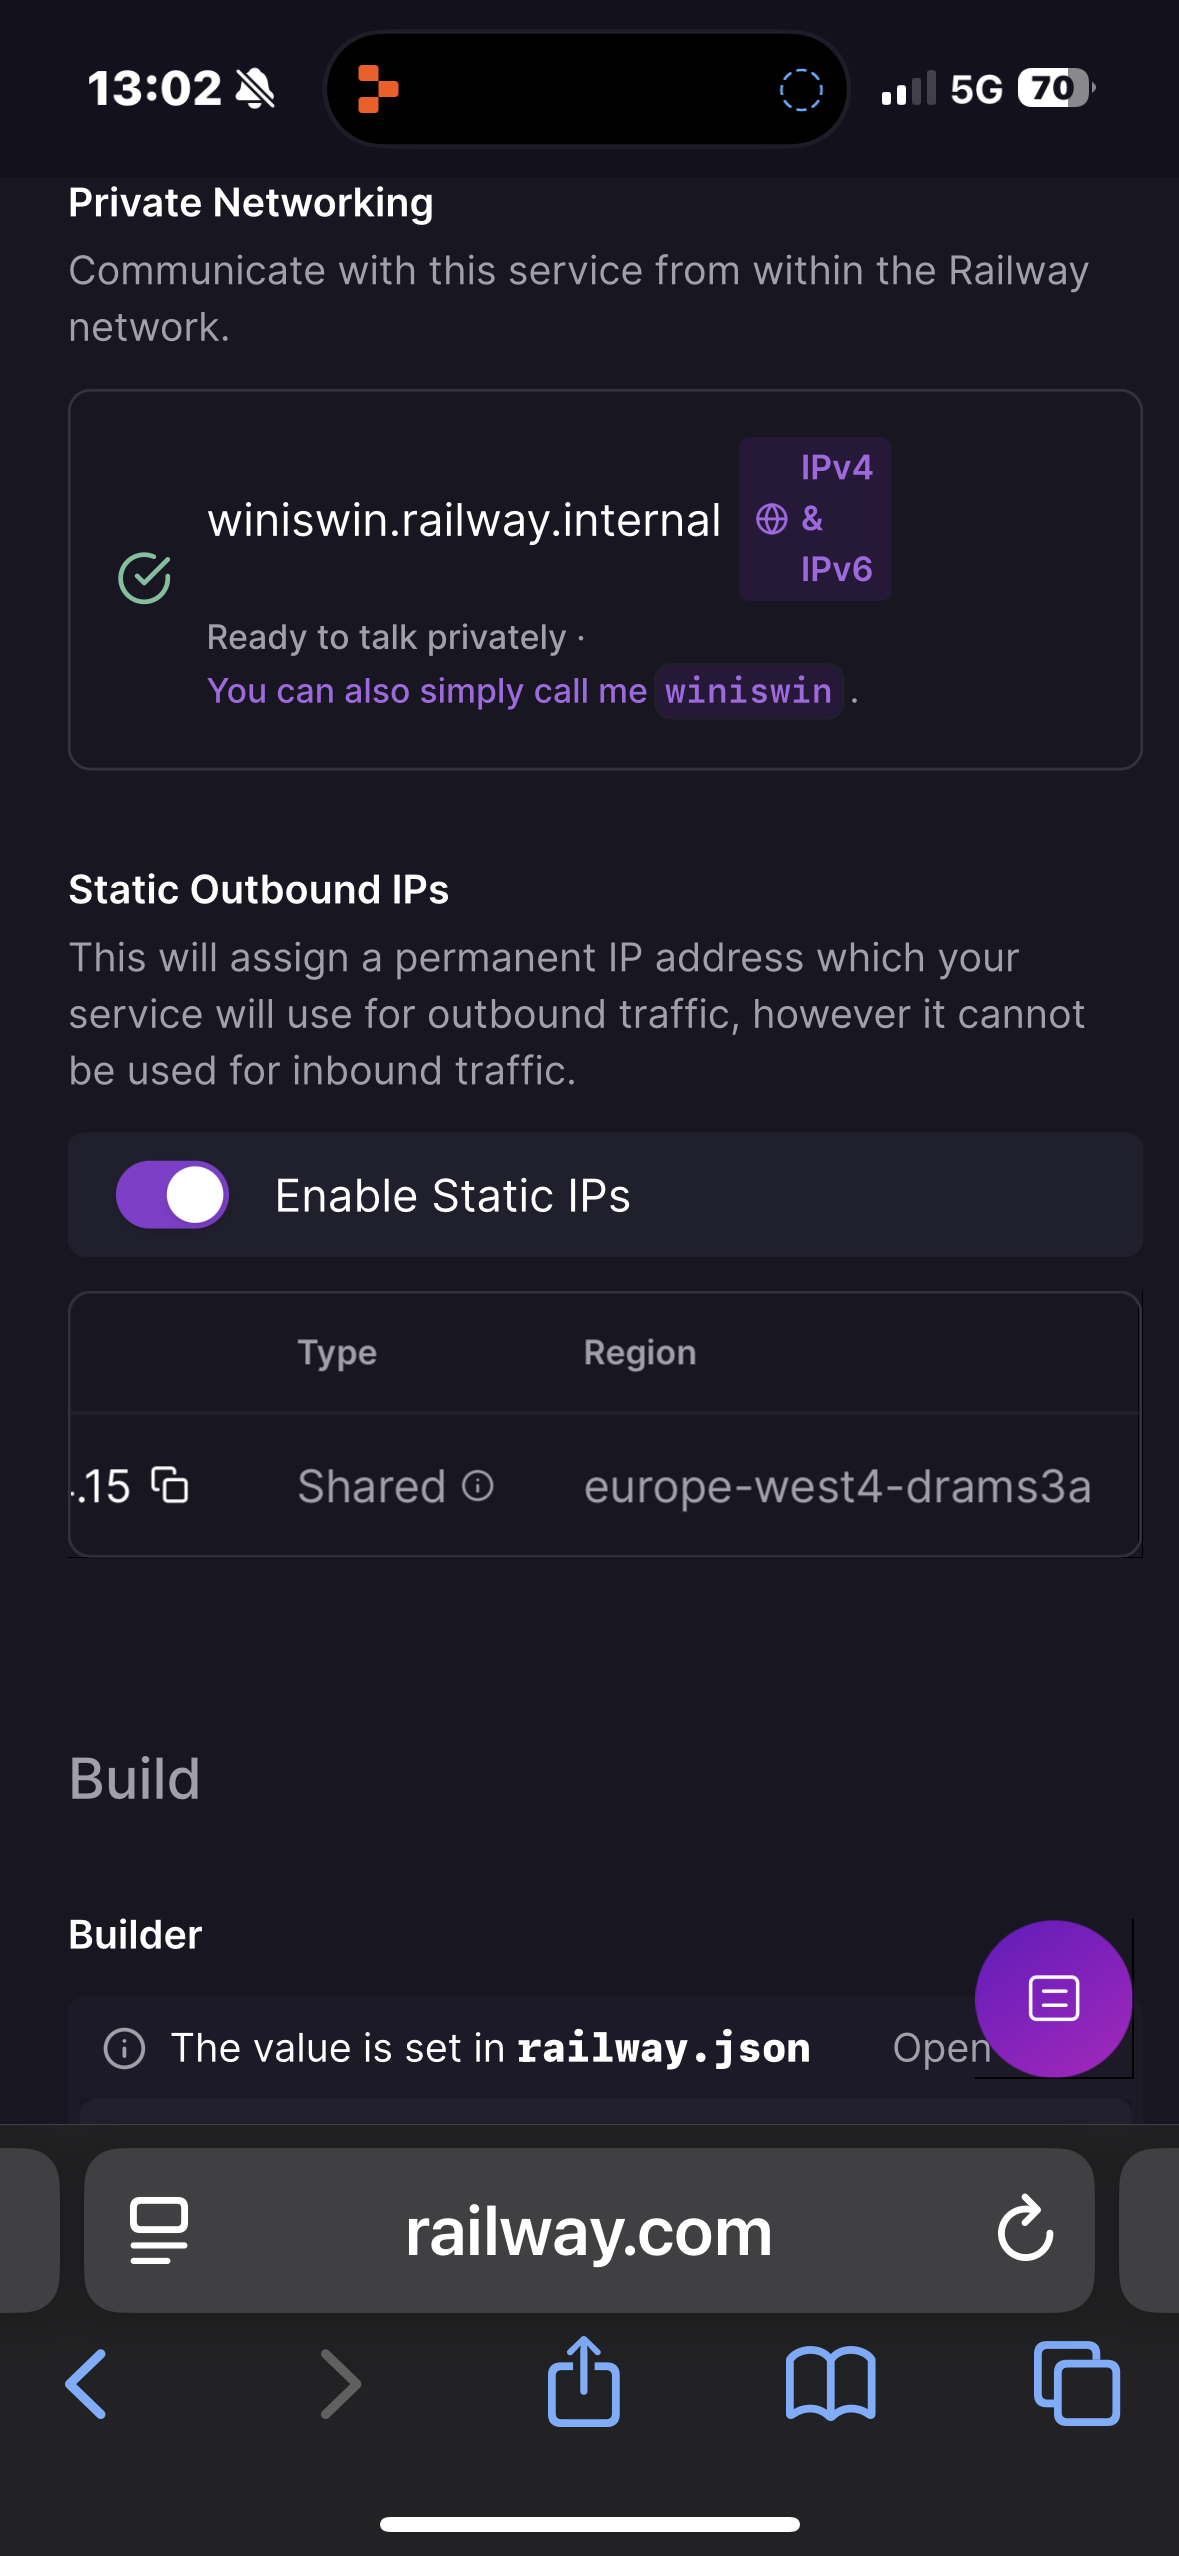 13:02
5G
70
Private Networking
Communicate with this service from within the Railway
network.
winiswin.railway.internal
IPv4
&
IPv6
Ready to talk privately ·
You can also simply call me winiswin .
Static Outbound IPs
This will assign a permanent IP address which your
service will use for outbound traffic, however it cannot
be used for inbound traffic.
Enable Static IPs
Type Region
.15 Shared europe-west4-drams3a
Build
Builder
The value is set in railway.json Open
railway.com